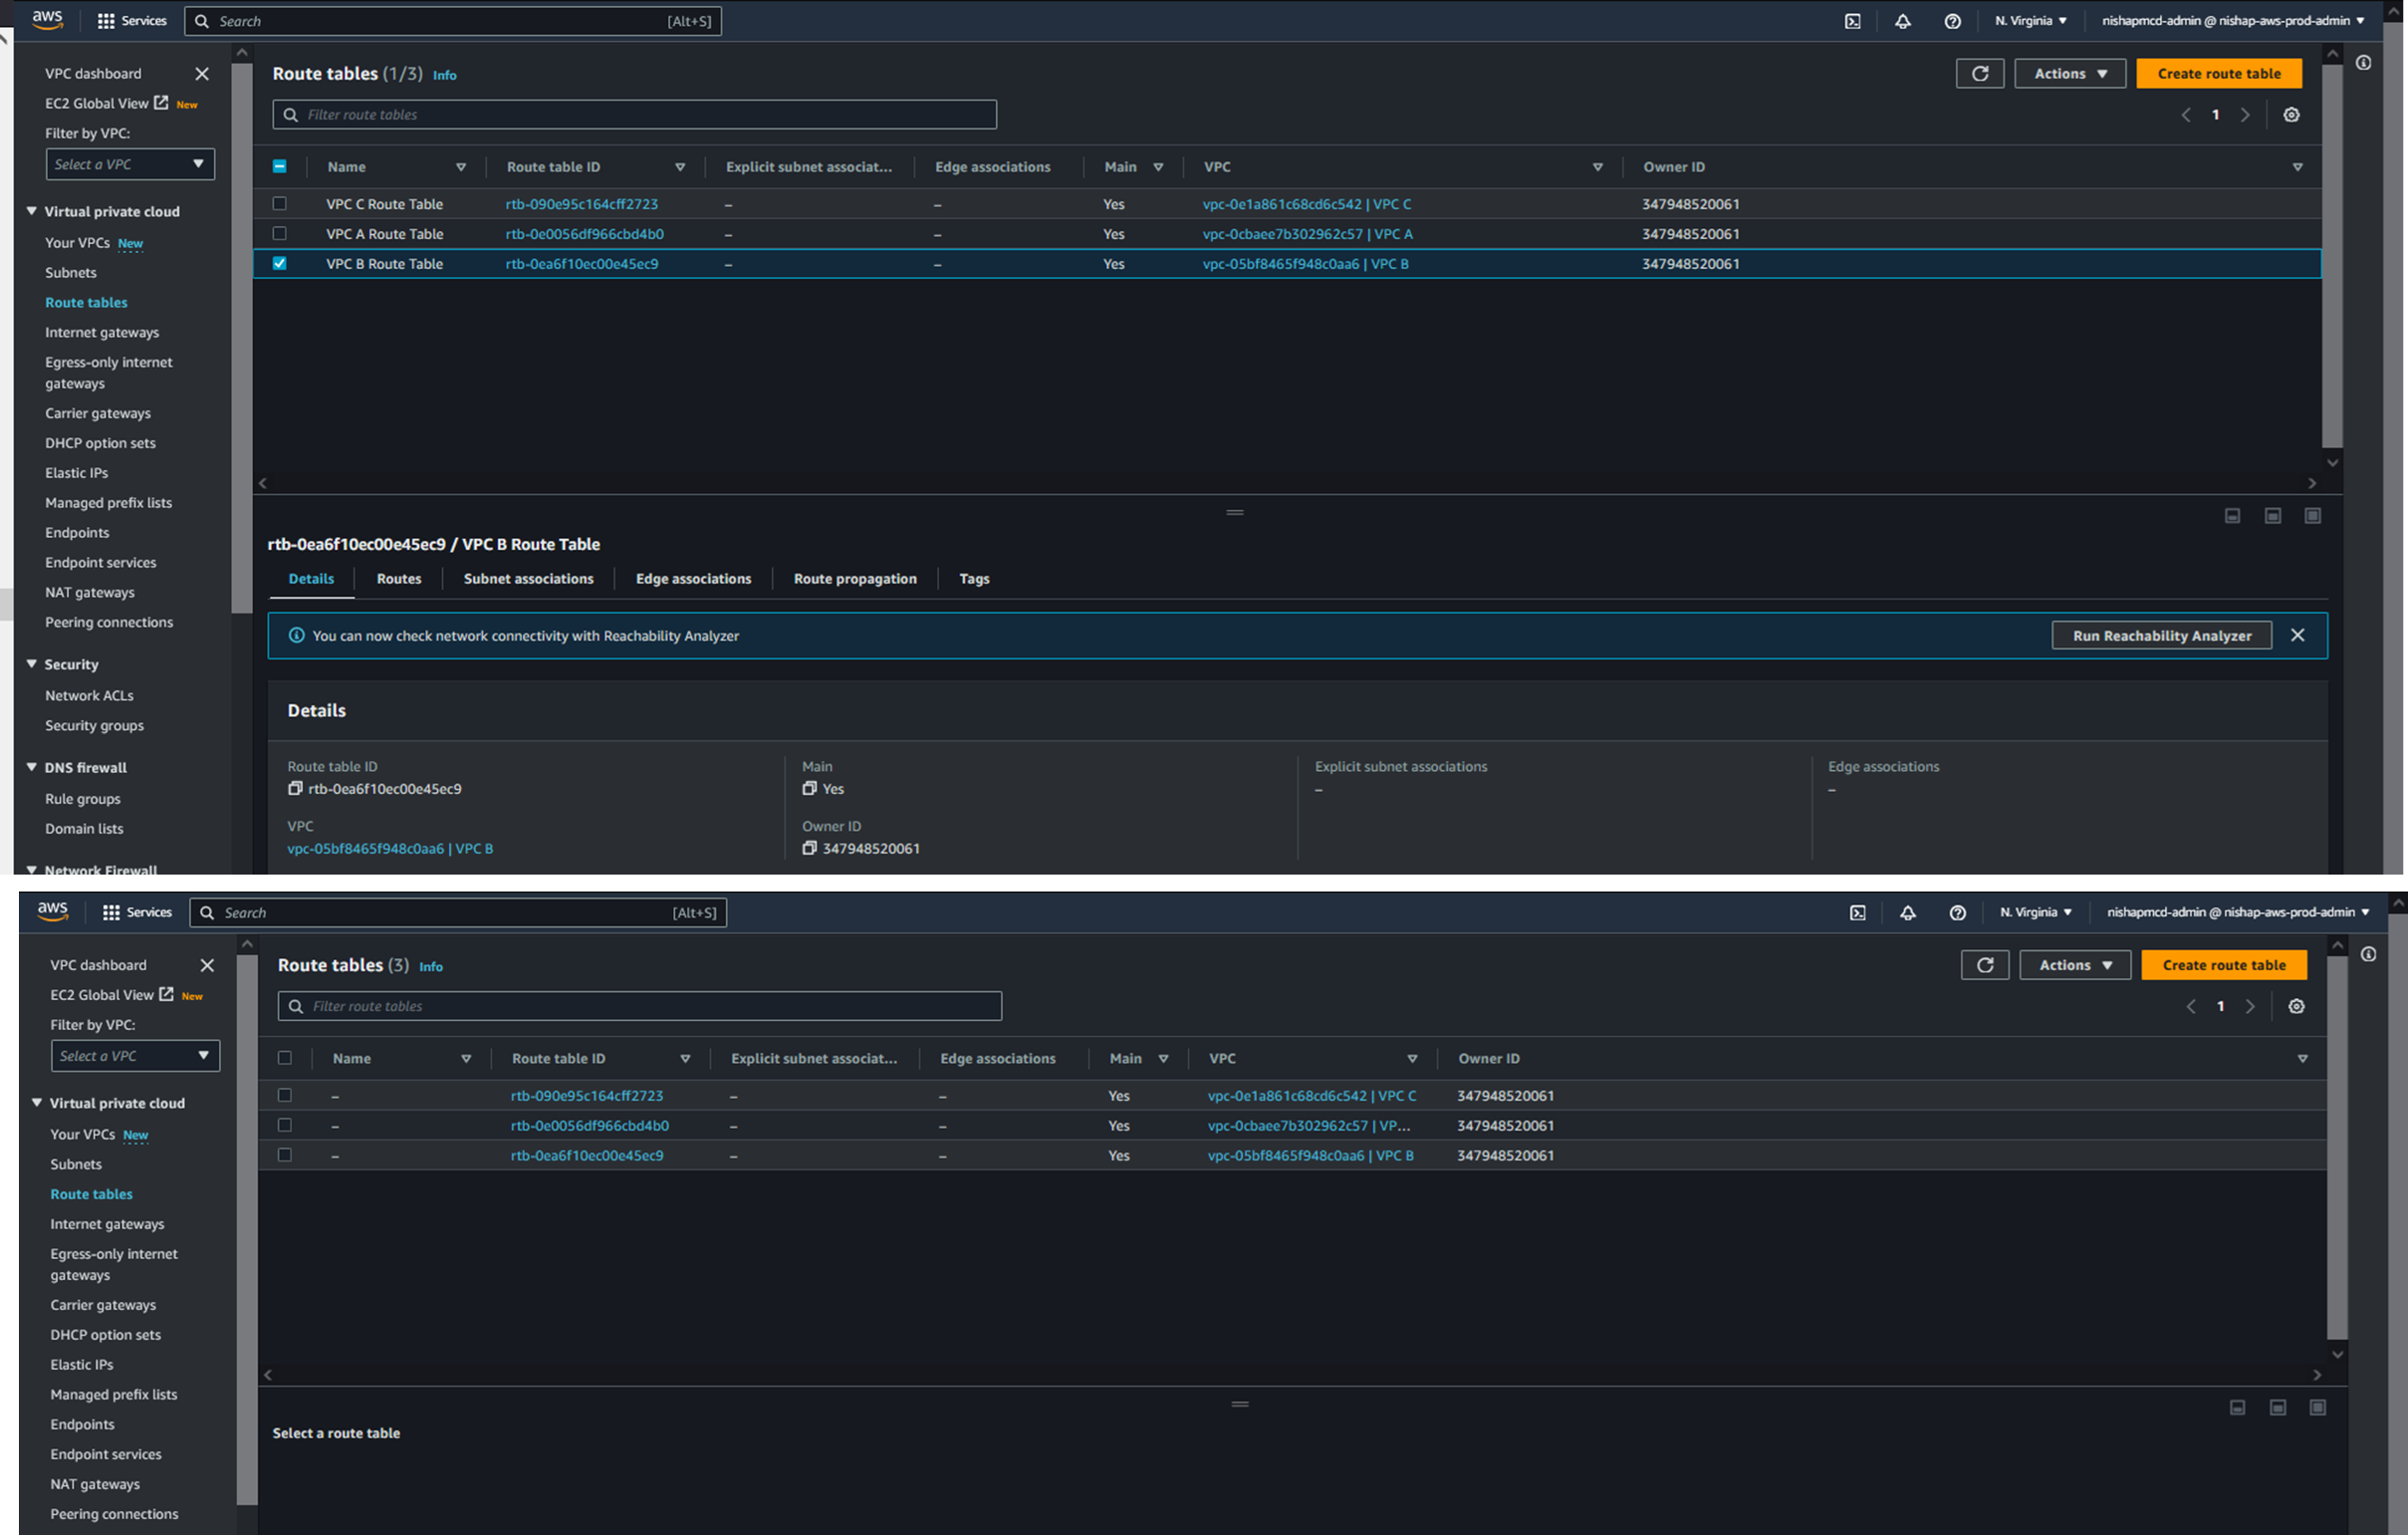 aws Services Search [Alt+S] N. Virginia nishapmcd-admin @ nishap-aws-prod-admin
VPC dashboard
EC2 Global View New
Filter by VPC:
Select a VPC
Virtual private cloud
Your VPCs New
Subnets
Route tables
Internet gateways
Egress-only internet
gateways
Carrier gateways
DHCP option sets
Elastic IPs
Managed prefix lists
Endpoints
Endpoint services
NAT gateways
Peering connections
Security
Network ACLs
Security groups
DNS firewall
Rule groups
Domain lists
Network Firewall
Route tables (1/3) Info
Actions Create route table
Filter route tables
1
Name Route table ID Explicit subnet associat... Edge associations Main VPC Owner ID
VPC C Route Table rtb-090e95c164cff2723 – – Yes vpc-0e1a861c68cd6c542 | VPC C 347948520061
VPC A Route Table rtb-0e0056df966cbd4b0 – – Yes vpc-0cbaee7b302962c57 | VPC A 347948520061
VPC B Route Table rtb-0ea6f10ec00e45ec9 – – Yes vpc-05bf8465f948c0aa6 | VPC B 347948520061
rtb-0ea6f10ec00e45ec9 / VPC B Route Table
Details Routes Subnet associations Edge associations Route propagation Tags
You can now check network connectivity with Reachability Analyzer Run Reachability Analyzer
Details
Route table ID Main Explicit subnet associations Edge associations
rtb-0ea6f10ec00e45ec9 Yes – –
VPC Owner ID
vpc-05bf8465f948c0aa6 | VPC B 347948520061
aws Services Search [Alt+S] N. Virginia nishapmcd-admin @ nishap-aws-prod-admin
VPC dashboard
EC2 Global View New
Filter by VPC:
Select a VPC
Virtual private cloud
Your VPCs New
Subnets
Route tables
Internet gateways
Egress-only internet
gateways
Carrier gateways
DHCP option sets
Elastic IPs
Managed prefix lists
Endpoints
Endpoint services
NAT gateways
Peering connections
Route tables (3) Info
Actions Create route table
Filter route tables
1
Name Route table ID Explicit subnet associat... Edge associations Main VPC Owner ID
– rtb-090e95c164cff2723 – – Yes vpc-0e1a861c68cd6c542 | VPC C 347948520061
– rtb-0e0056df966cbd4b0 – – Yes vpc-0cbaee7b302962c57 | VP... 347948520061
– rtb-0ea6f10ec00e45ec9 – – Yes vpc-05bf8465f948c0aa6 | VPC B 347948520061
Select a route table